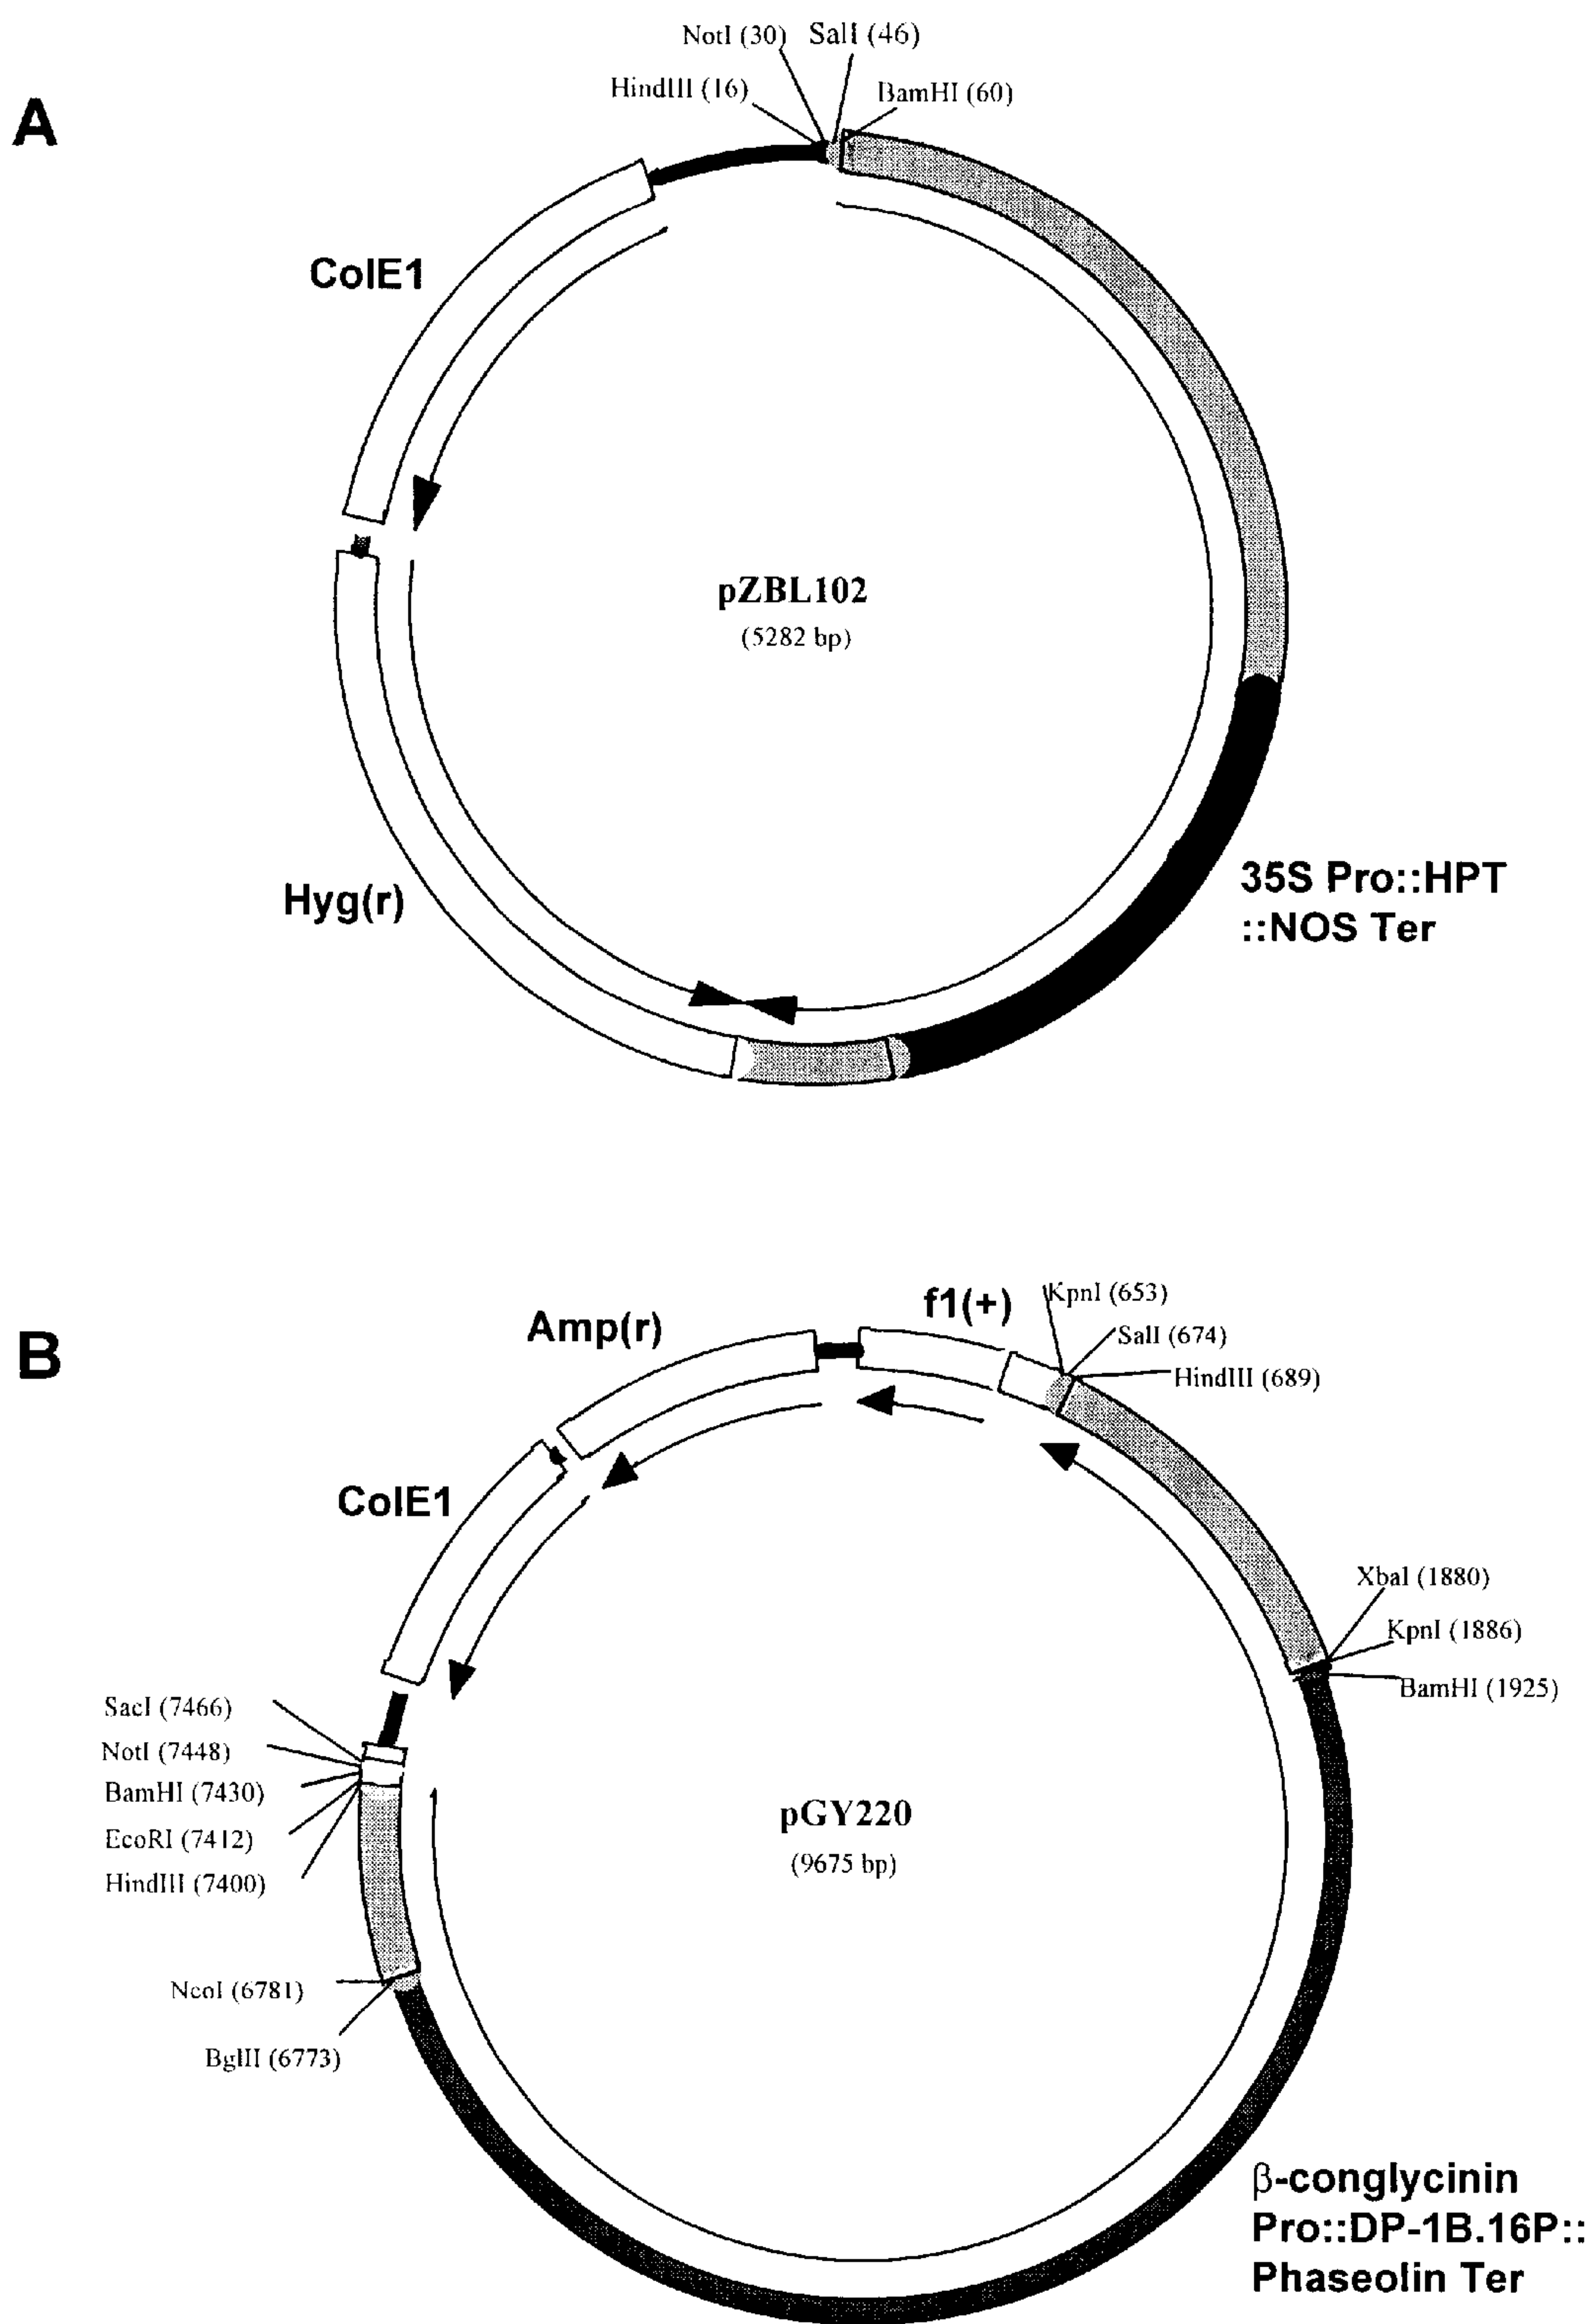 A
NotI (30) SalI (46)
HindIII (16)
BamHI (60)
ColE1
pZBL102
(5282 bp)
35S Pro::HPT
::NOS Ter
Hyg(r)
B
Amp(r)
f1(+)
KpnI (653)
SalI (674)
HindIII (689)
ColE1
XbaI (1880)
KpnI (1886)
BamHI (1925)
SacI (7466)
NotI (7448)
BamHI (7430)
EcoRI (7412)
HindIII (7400)
pGY220
(9675 bp)
NcoI (6781)
BglII (6773)
β-conglycinin
Pro::DP-1B.16P::
Phaseolin Ter